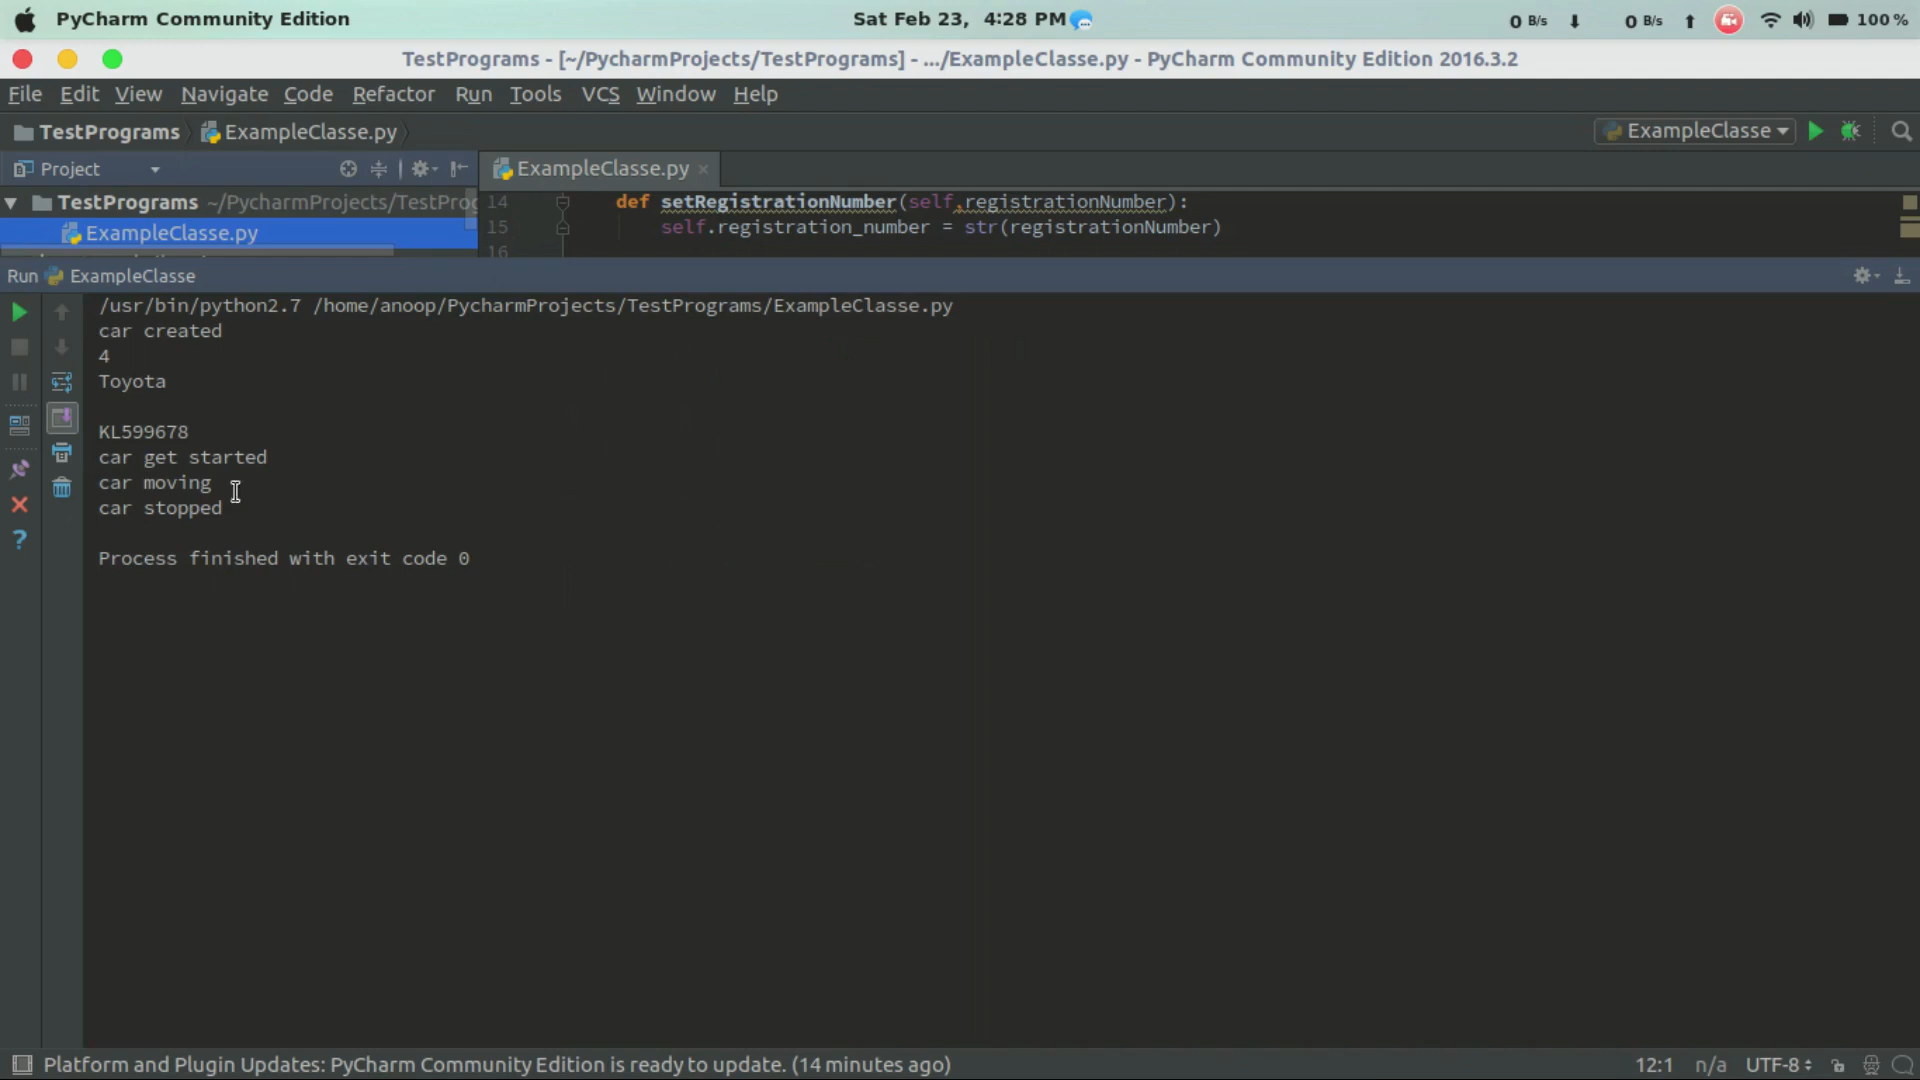 PyCharm Community Edition
Sat Feb 23, 4:28 PM
0 B/s 0 B/s 100 %
TestPrograms - [~/PycharmProjects/TestPrograms] - .../ExampleClasse.py - PyCharm Community Edition 2016.3.2
File Edit View Navigate Code Refactor Run Tools VCS Window Help
TestPrograms ExampleClasse.py ExampleClasse
Project ExampleClasse.py
TestPrograms ~/PycharmProjects/TestProg
ExampleClasse.py
14 def setRegistrationNumber(self,registrationNumber):
15 self.registration_number = str(registrationNumber)
16
Run ExampleClasse
/usr/bin/python2.7 /home/anoop/PycharmProjects/TestPrograms/ExampleClasse.py
car created
4
Toyota
KL599678
car get started
car moving
car stopped
Process finished with exit code 0
Platform and Plugin Updates: PyCharm Community Edition is ready to update. (14 minutes ago) 12:1 n/a UTF-8